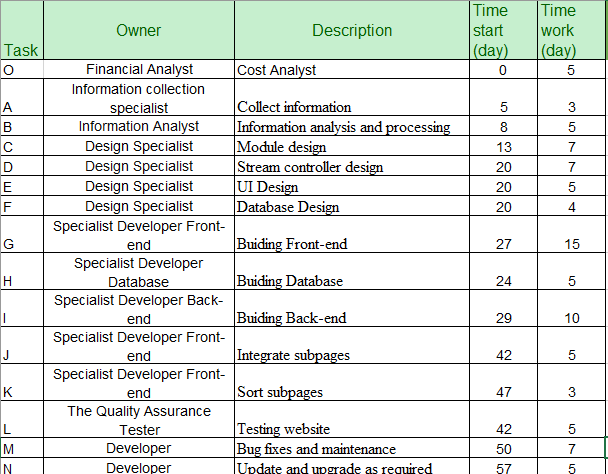 Task Owner Description Time start (day) Time work (day)
O Financial Analyst Cost Analyst 0 5
A Information collection specialist Collect information 5 3
B Information Analyst Information analysis and processing 8 5
C Design Specialist Module design 13 7
D Design Specialist Stream controller design 20 7
E Design Specialist UI Design 20 5
F Design Specialist Database Design 20 4
G Specialist Developer Front-end Buiding Front-end 27 15
H Specialist Developer Database Buiding Database 24 5
I Specialist Developer Back-end Buiding Back-end 29 10
J Specialist Developer Front-end Integrate subpages 42 5
K Specialist Developer Front-end Sort subpages 47 3
L The Quality Assurance Tester Testing website 42 5
M Developer Bug fixes and maintenance 50 7
N Developer Update and upgrade as required 57 5